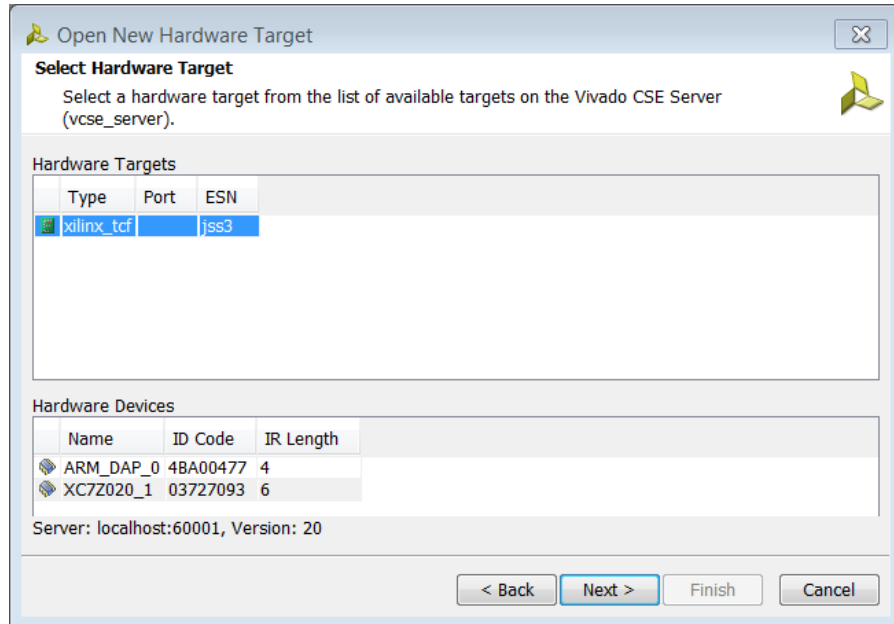 Open New Hardware Target
Select Hardware Target
Select a hardware target from the list of available targets on the Vivado CSE Server
(vcse_server).
Hardware Targets
Type Port ESN
xilinx_tcf jss3
Hardware Devices
Name ID Code IR Length
ARM_DAP_0 4BA00477 4
XC7Z020_1 03727093 6
Server: localhost:60001, Version: 20
< Back Next > Finish Cancel